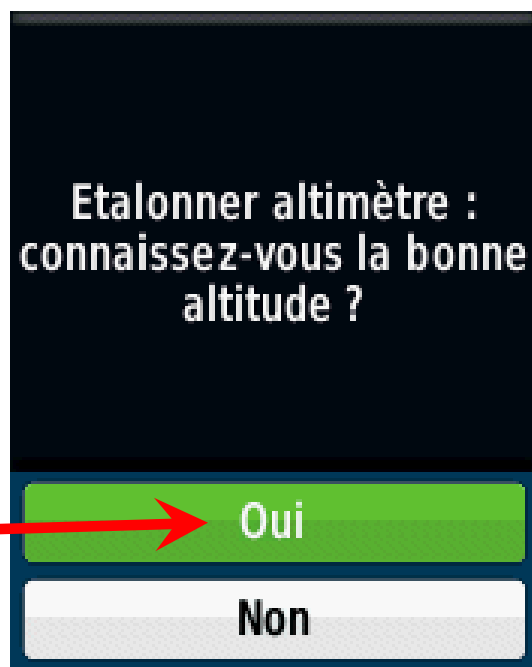 Etalonner altimètre :
connaissez-vous la bonne
altitude ?
Oui
Non